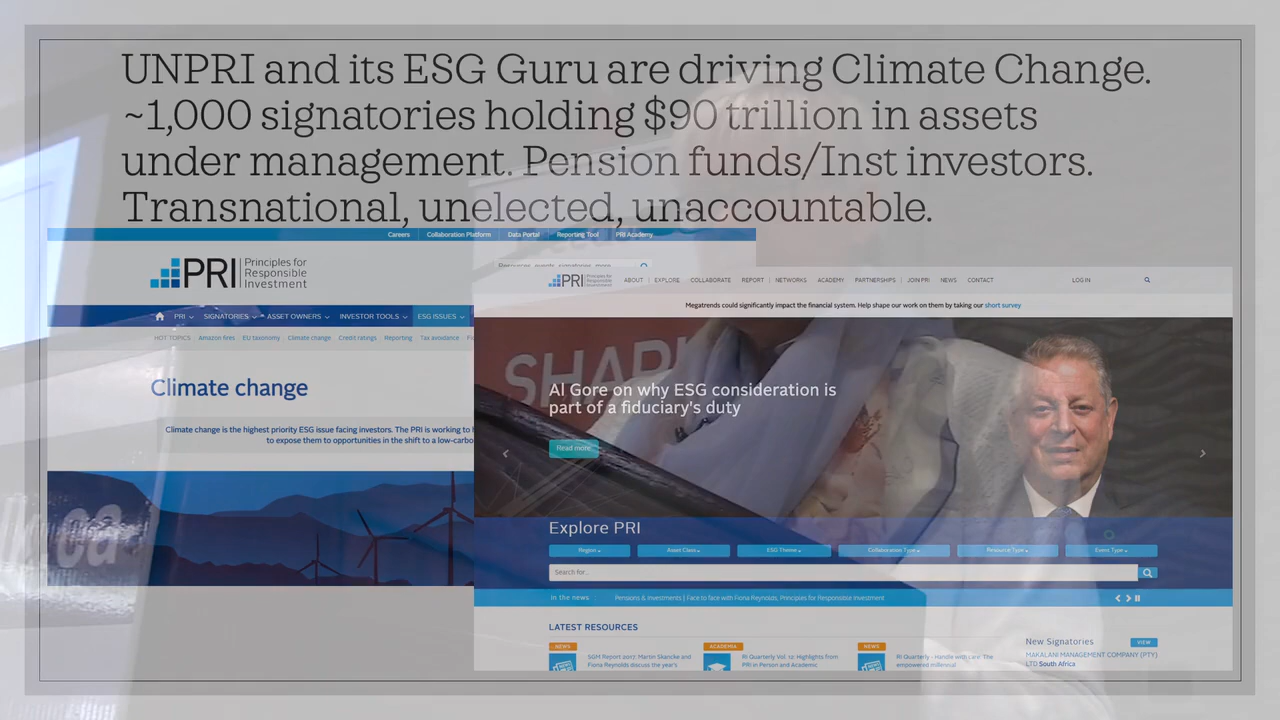 UNPRI and its ESG Guru are driving Climate Change.
~1,000 signatories holding $90 trillion in assets
under management. Pension funds/Inst investors.
Transnational, unelected, unaccountable.
Careers Collaboration Platform Data Portal Reporting Tool PRI Academy
PRI Principles for
Responsible
Investment
PRI SIGNATORIES ASSET OWNERS INVESTOR TOOLS ESG ISSUES
HOT TOPICS Amazon fires EU taxonomy Climate change Credit ratings Reporting Tax avoidance
Climate change
Climate change is the highest priority ESG issue facing investors. The PRI is working to
to expose them to opportunities in the shift to a low-carbo
PRI Principles for
Responsible
Investment
ABOUT EXPLORE COLLABORATE REPORT NETWORKS ACADEMY PARTNERSHIPS JOIN PRI NEWS CONTACT LOG IN
Megatrends could significantly impact the financial system. Help shape our work on them by taking our short survey
SHAR
Al Gore on why ESG consideration is
part of a fiduciary's duty
Read more
Explore PRI
Region Asset Class ESG Theme Collaboration Type Resource Type Event Type
Search for...
In the news : Pensions & Investments | Face to face with Fiona Reynolds, Principles for Responsible Investment
LATEST RESOURCES
NEWS ACADEMIA NEWS
SGM Report 2017: Martin Skancke and
Fiona Reynolds discuss the year's
RI Quarterly Vol. 12: Highlights from
PRI in Person and Academic
RI Quarterly - Handle with care: The
empowered millennial
New Signatories VIEW
MAKALANI MANAGEMENT COMPANY (PTY)
LTD South Africa
ca